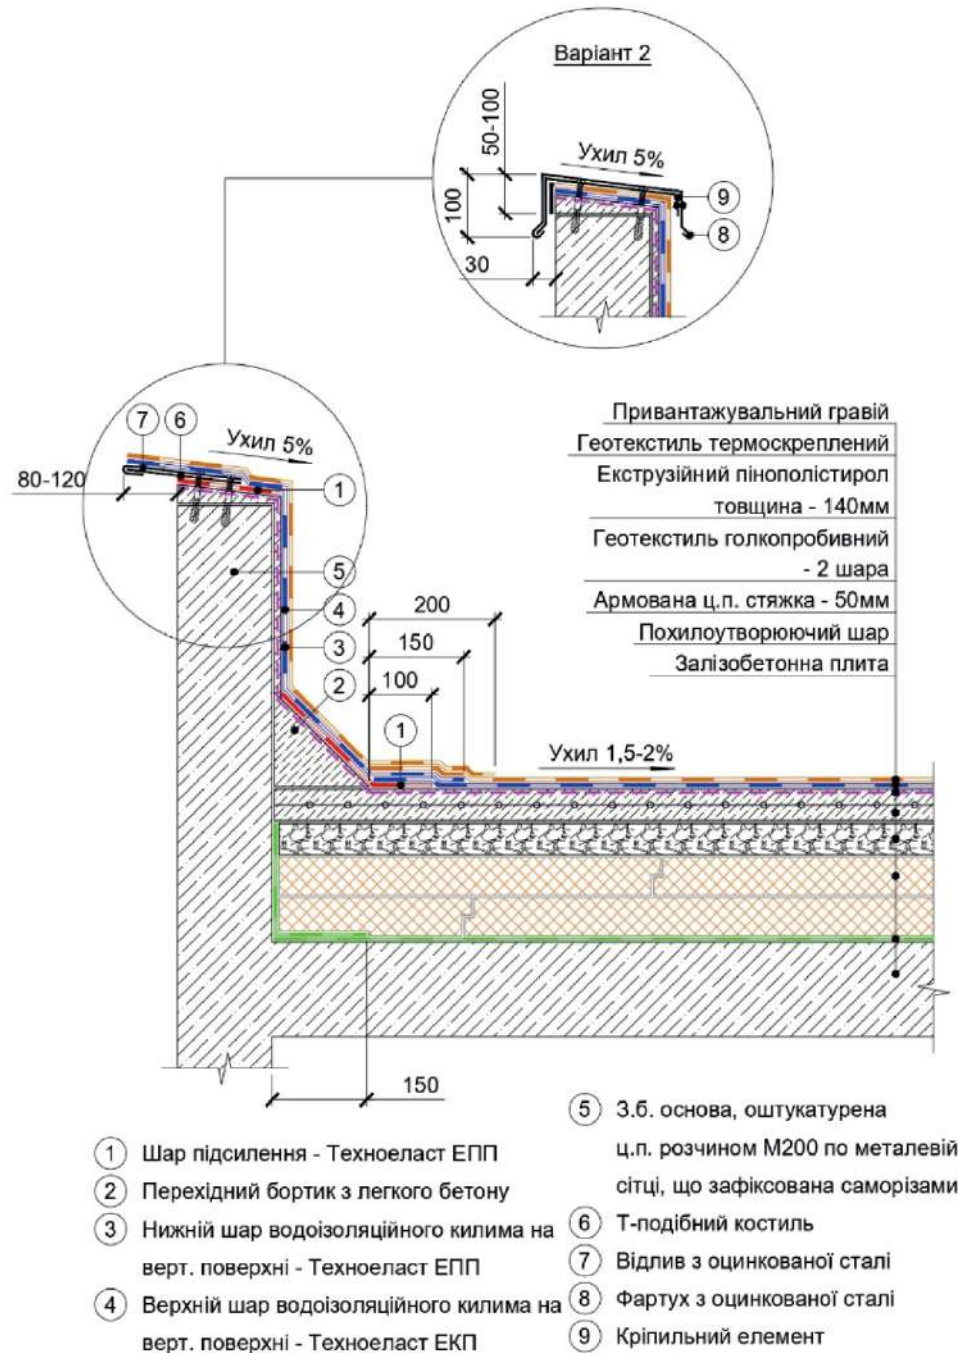 Варіант 2
50-100
Ухил 5%
100
30
9
8
7
6
Ухил 5%
80-120
1
5
4
3
2
200
150
100
1
Привантажувальний гравій
Геотекстиль термоскреплений
Екструзійний пінополістирол
товщина - 140мм
Геотекстиль голкопробивний
- 2 шара
Армована ц.п. стяжка - 50мм
Похилоутворюючий шар
Залізобетонна плита
Ухил 1,5-2%
150
1 Шар підсилення - Техноеласт ЕПП
2 Перехідний бортик з легкого бетону
3 Нижній шар водоізоляційного килима на
верт. поверхні - Техноеласт ЕПП
4 Верхній шар водоізоляційного килима на
верт. поверхні - Техноеласт ЕКП
5 З.б. основа, оштукатурена
ц.п. розчином М200 по металевій
сітці, що зафіксована саморізами
6 Т-подібний костиль
7 Відлив з оцинкованої сталі
8 Фартух з оцинкованої сталі
9 Кріпильний елемент